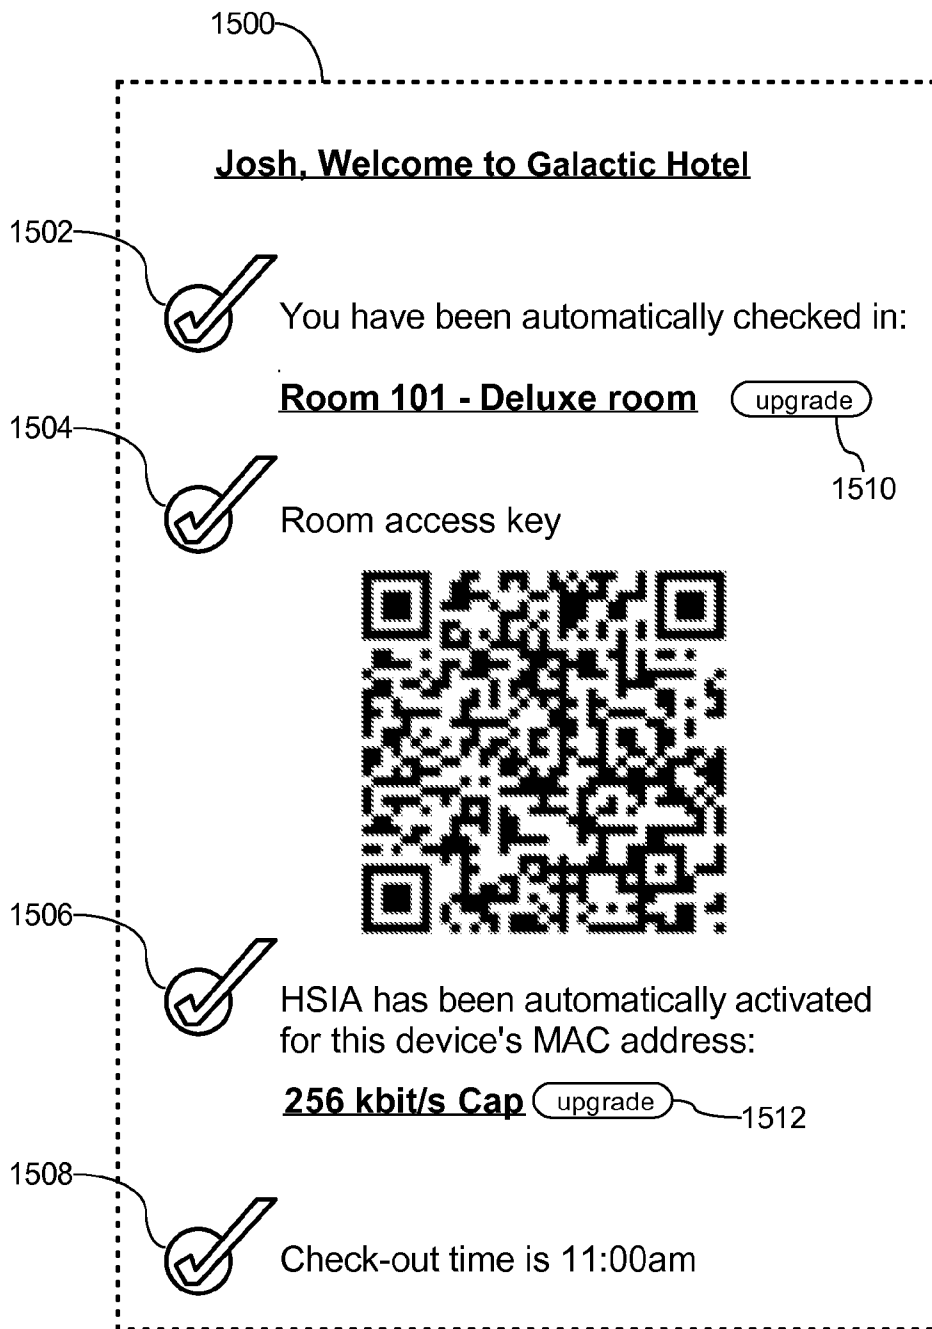 1500
Josh, Welcome to Galactic Hotel
1502
You have been automatically checked in:
Room 101 - Deluxe room upgrade
1504
1510
Room access key
1506
HSIA has been automatically activated
for this device's MAC address:
256 kbit/s Cap upgrade
1512
1508
Check-out time is 11:00am